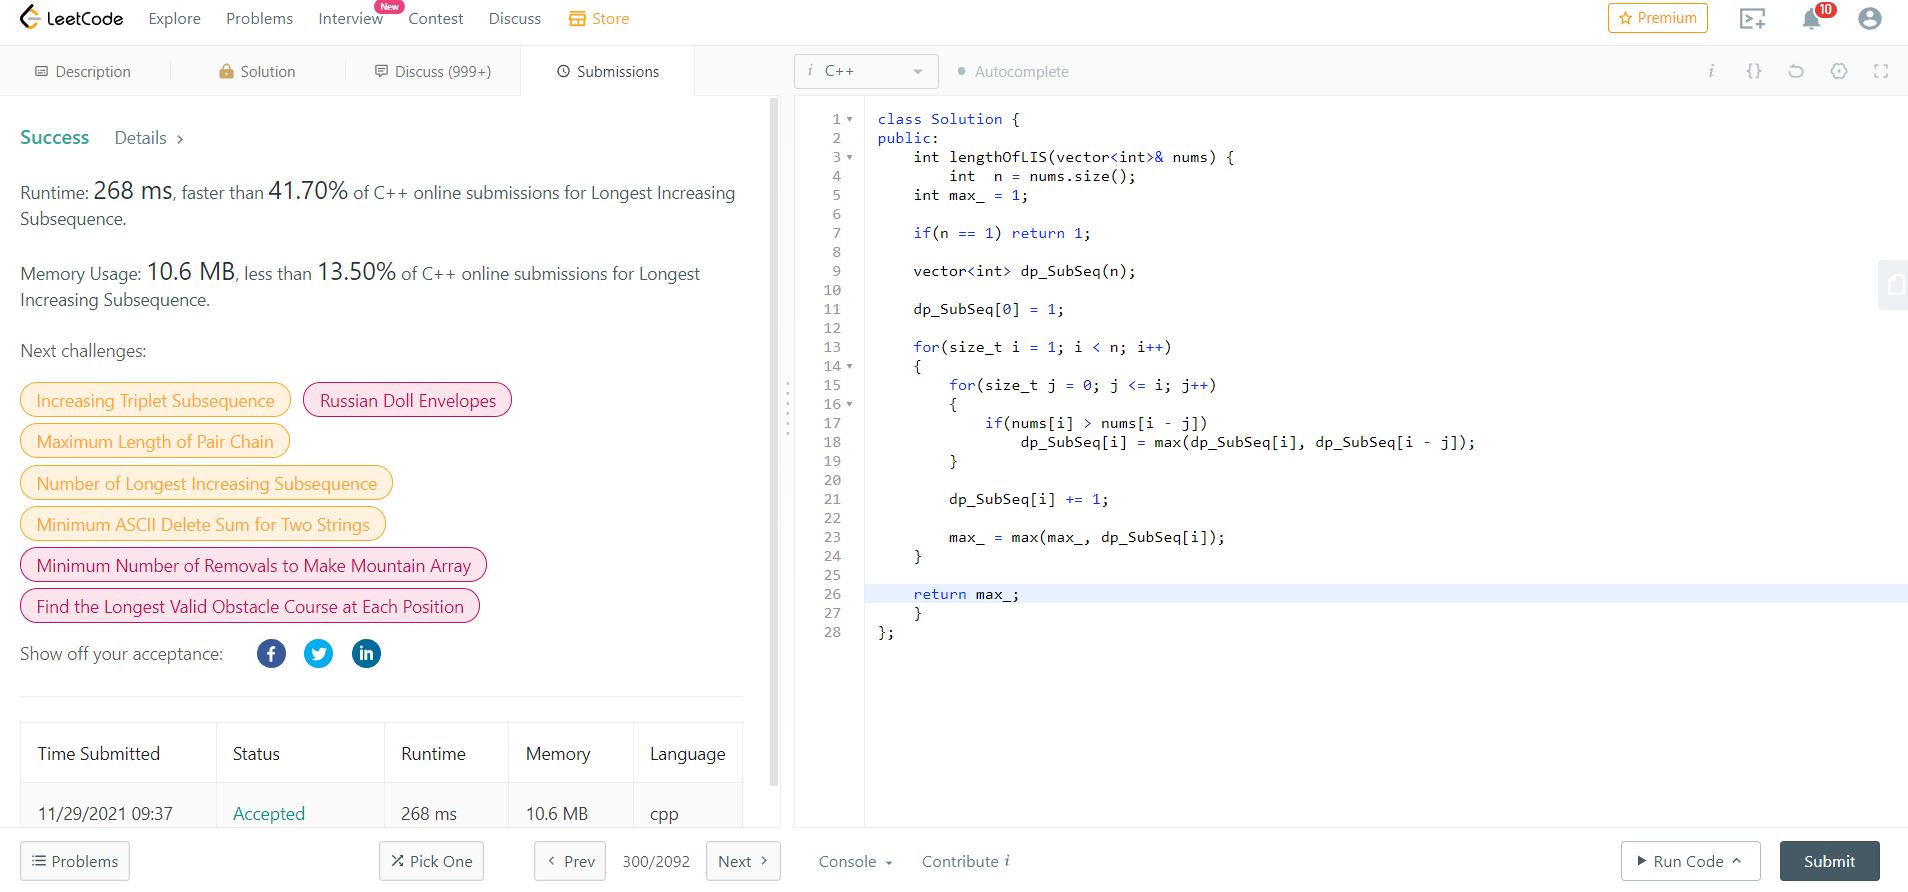 LeetCode Explore Problems Interview New Contest Discuss Store Premium 10
Description Solution Discuss (999+) Submissions
i C++ Autocomplete i {}
Success Details >
Runtime: 268 ms, faster than 41.70% of C++ online submissions for Longest Increasing
Subsequence.
Memory Usage: 10.6 MB, less than 13.50% of C++ online submissions for Longest
Increasing Subsequence.
Next challenges:
Increasing Triplet Subsequence Russian Doll Envelopes
Maximum Length of Pair Chain
Number of Longest Increasing Subsequence
Minimum ASCII Delete Sum for Two Strings
Minimum Number of Removals to Make Mountain Array
Find the Longest Valid Obstacle Course at Each Position
Show off your acceptance: f in
Time Submitted Status Runtime Memory Language
11/29/2021 09:37 Accepted 268 ms 10.6 MB cpp
1 class Solution {
2 public:
3     int lengthOfLIS(vector<int>& nums) {
4         int  n = nums.size();
5     int max_ = 1;
6
7     if(n == 1) return 1;
8
9     vector<int> dp_SubSeq(n);
10
11     dp_SubSeq[0] = 1;
12
13     for(size_t i = 1; i < n; i++)
14     {
15         for(size_t j = 0; j <= i; j++)
16         {
17             if(nums[i] > nums[i - j])
18                 dp_SubSeq[i] = max(dp_SubSeq[i], dp_SubSeq[i - j]);
19         }
20
21         dp_SubSeq[i] += 1;
22
23         max_ = max(max_, dp_SubSeq[i]);
24     }
25
26     return max_;
27     }
28 };
Problems Pick One < Prev 300/2092 Next > Console Contribute i Run Code Submit